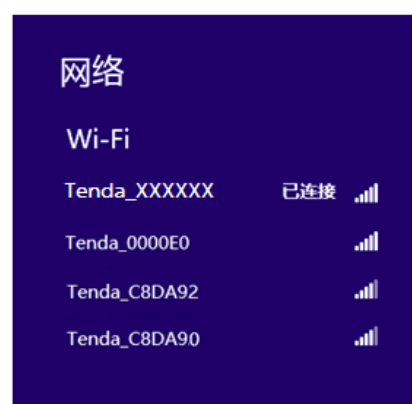 网络
Wi-Fi
Tenda_XXXXXX 已连接
Tenda_0000E0
Tenda_C8DA92
Tenda_C8DA90